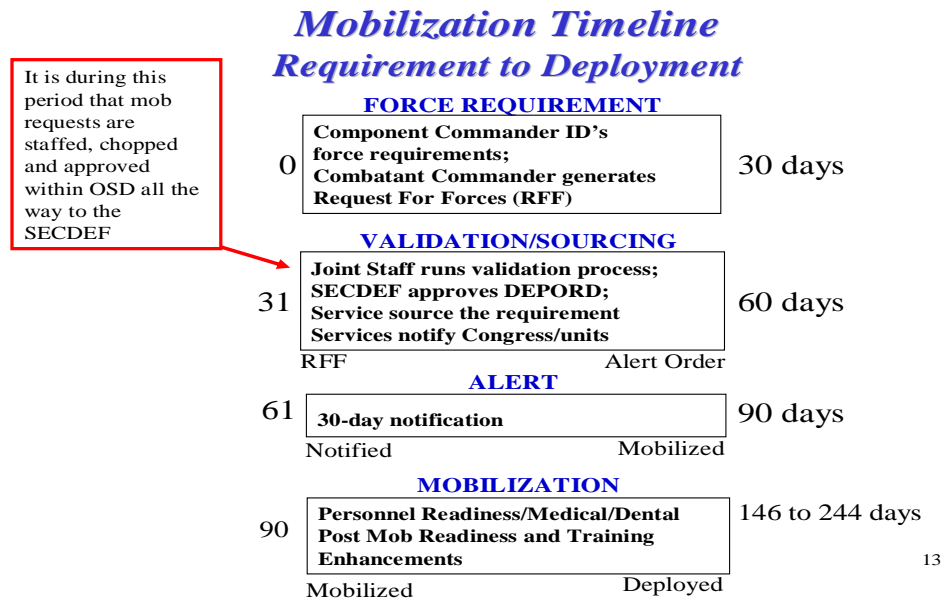 Mobilization Timeline
Requirement to Deployment
It is during this
period that mob
requests are
staffed, chopped
and approved
within OSD all the
way to the
SECDEF
FORCE REQUIREMENT
0
Component Commander ID's
force requirements;
Combatant Commander generates
Request For Forces (RFF)
30 days
VALIDATION/SOURCING
31
Joint Staff runs validation process;
SECDEF approves DEPORD;
Service source the requirement
Services notify Congress/units
60 days
RFF Alert Order
ALERT
61
30-day notification
90 days
Notified Mobilized
MOBILIZATION
90
Personnel Readiness/Medical/Dental
Post Mob Readiness and Training
Enhancements
146 to 244 days
Mobilized Deployed
13